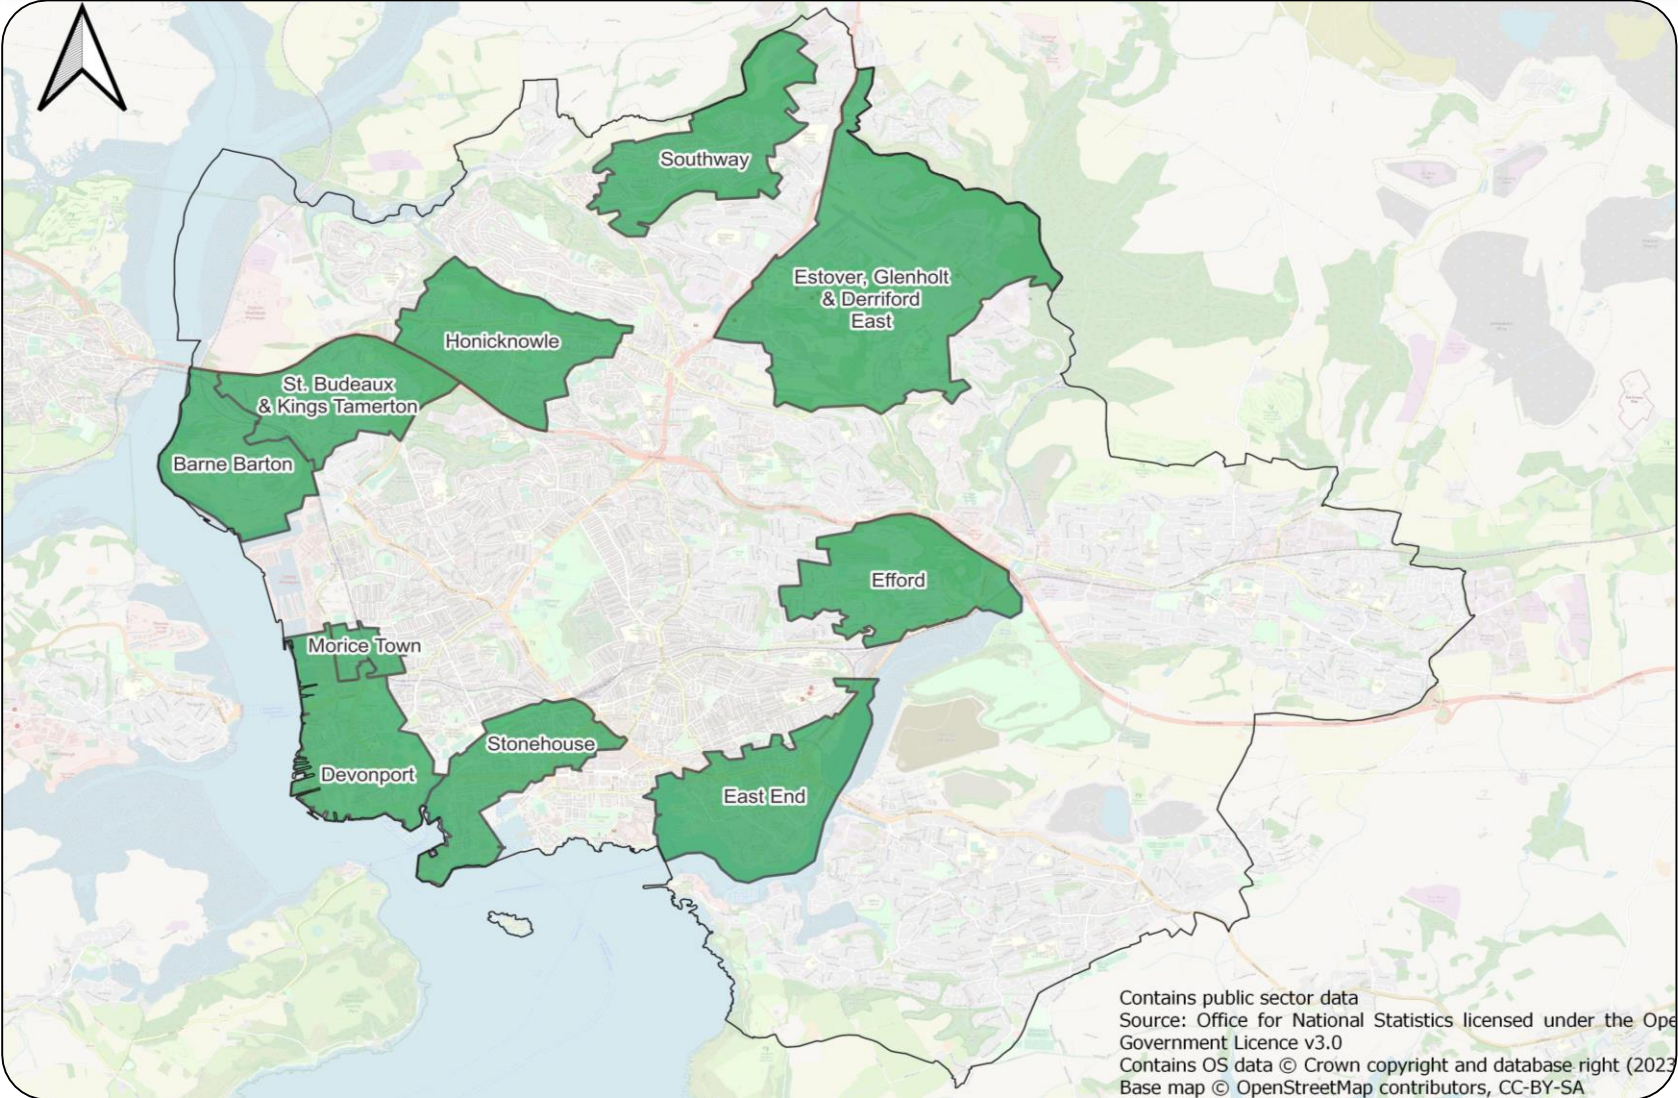 Southway
Estover, Glenholt
& Derriford
East
Honicknowle
St. Budeaux
& Kings Tamerton
Barne Barton
Efford
Morice Town
Stonehouse
Devonport
East End
Contains public sector data
Source: Office for National Statistics licensed under the Ope
Government Licence v3.0
Contains OS data © Crown copyright and database right (2023
Base map © OpenStreetMap contributors, CC-BY-SA